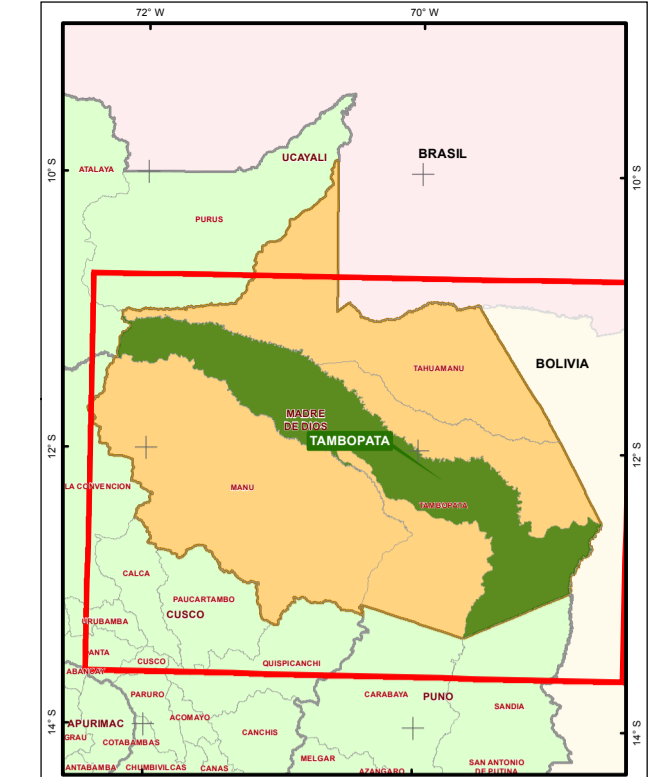 72° W
70° W
BRASIL
UCAYALI
ATALAYA
10° S
10° S
PURUS
BOLIVIA
TAHUAMANU
MADRE
DE DIOS
TAMBOPATA
12° S
12° S
LA CONVENCION
MANU
TAMBOPATA
CALCA
PAUCARTAMBO
CUSCO
URUBAMBA
ANTA
CUSCO
QUISPICANCHI
ABANCAY
PARURO
CARABAYA
PUNO
SANDIA
ACOMAYO
APURIMAC
14° S
14° S
GRAU
COTABAMBAS
CANCHIS
MELGAR
SAN ANTONIO
DE PUTINA
ANTABAMBA
CHUMBIVILCAS
CANAS
AZANGARO